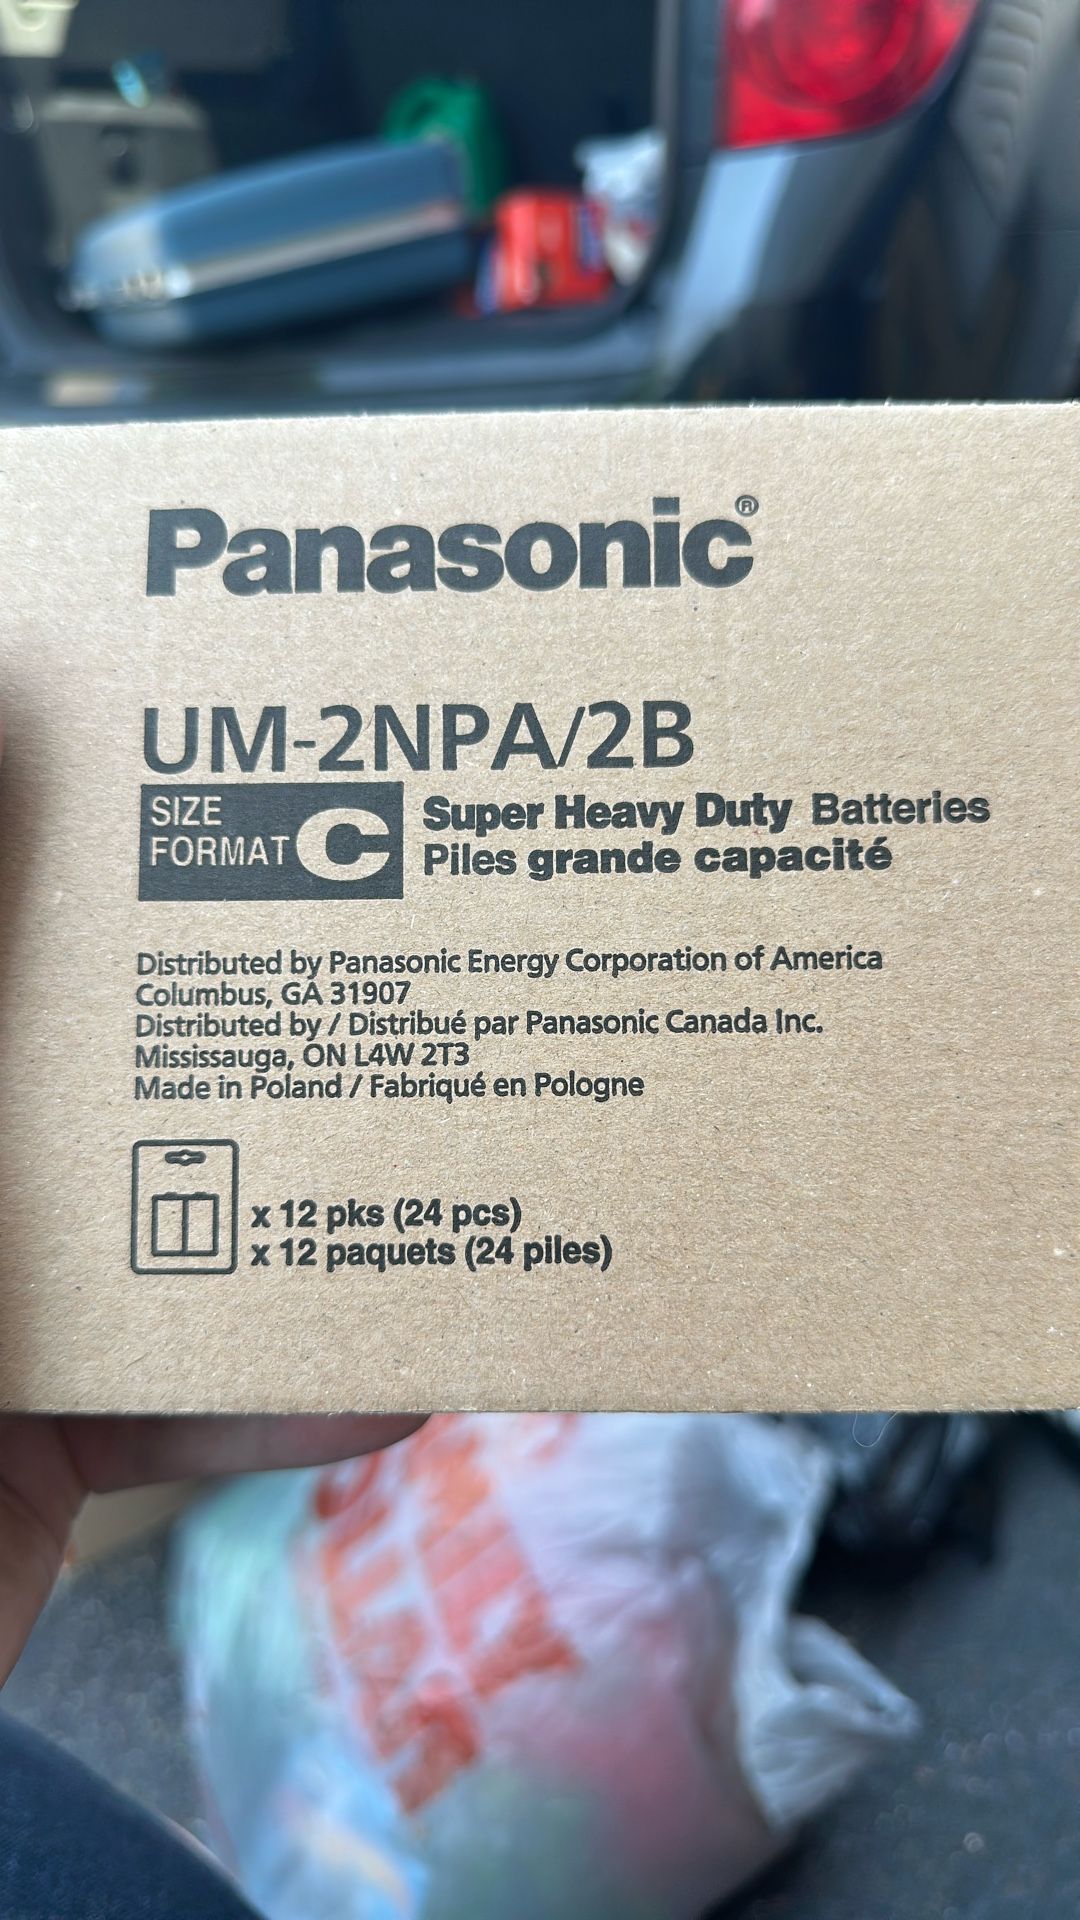 Panasonic®
UM-2NPA/2B
SIZE
FORMAT C
Super Heavy Duty Batteries
Piles grande capacité
Distributed by Panasonic Energy Corporation of America
Columbus, GA 31907
Distributed by / Distribué par Panasonic Canada Inc.
Mississauga, ON L4W 2T3
Made in Poland / Fabriqué en Pologne
x 12 pks (24 pcs)
x 12 paquets (24 piles)